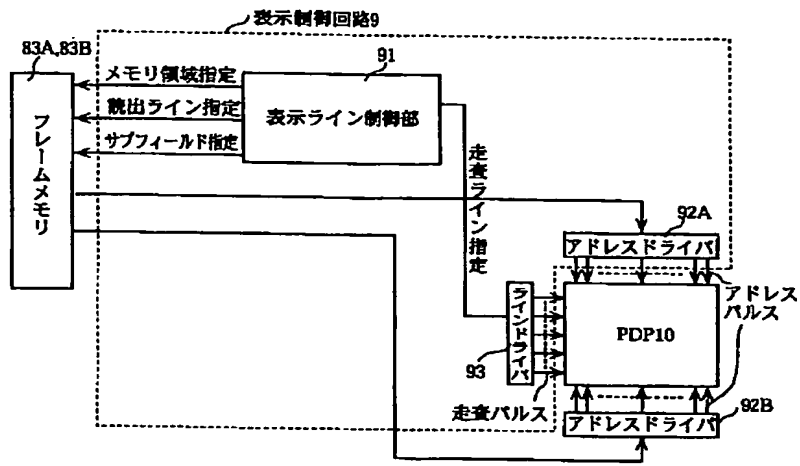 表示制御回路9
83A,83B
91
メモリ領域指定
読出ライン指定
サブフィールド指定
表示ライン制御部
フレームメモリ
走査ライン指定
92A
アドレスドライバ
アドレス
パルス
ラインドライバ
PDP10
93
走査パルス
92B
アドレスドライバ